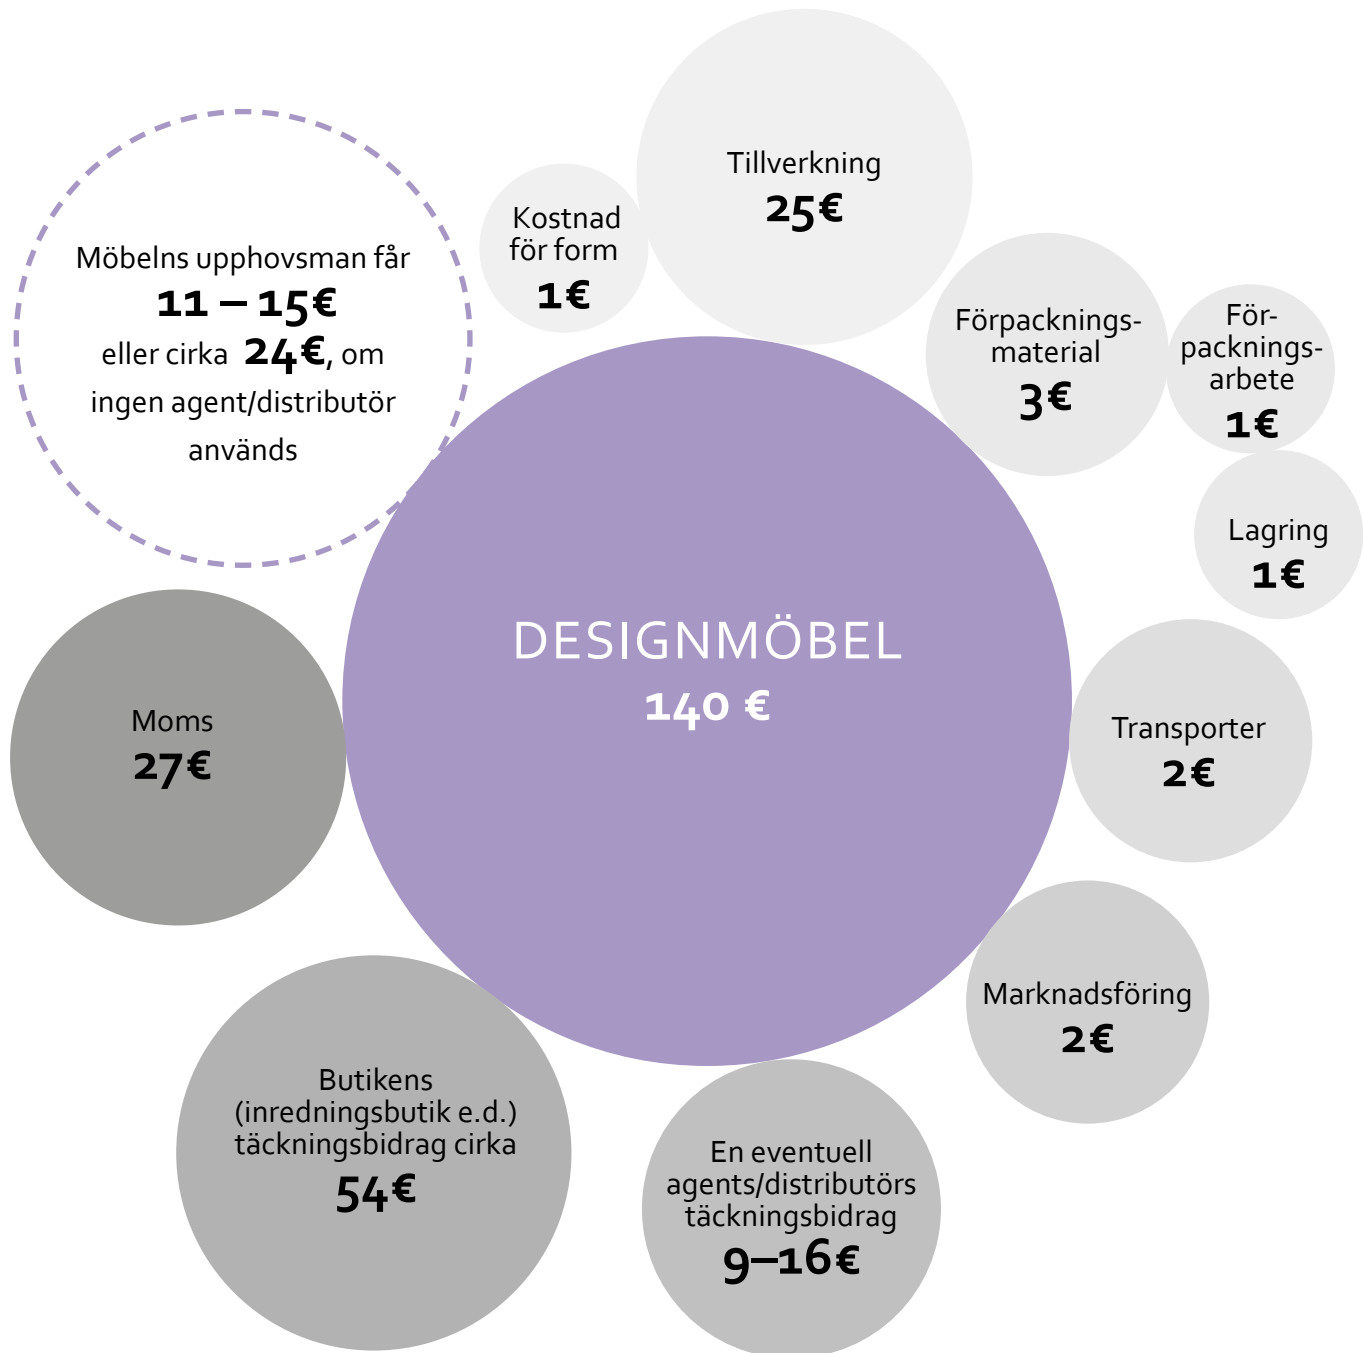 Tillverkning
25€
Kostnad
för form
1€
Möbelns upphovsman får
11 – 15€
eller cirka 24€, om
ingen agent/distributör
används
Förpacknings-
material
3€
För-
packnings-
arbete
1€
Lagring
1€
DESIGNMÖBEL
140 €
Moms
27€
Transporter
2€
Marknadsföring
2€
Butikens
(inredningsbutik e.d.)
täckningsbidrag cirka
54€
En eventuell
agents/distributörs
täckningsbidrag
9–16€